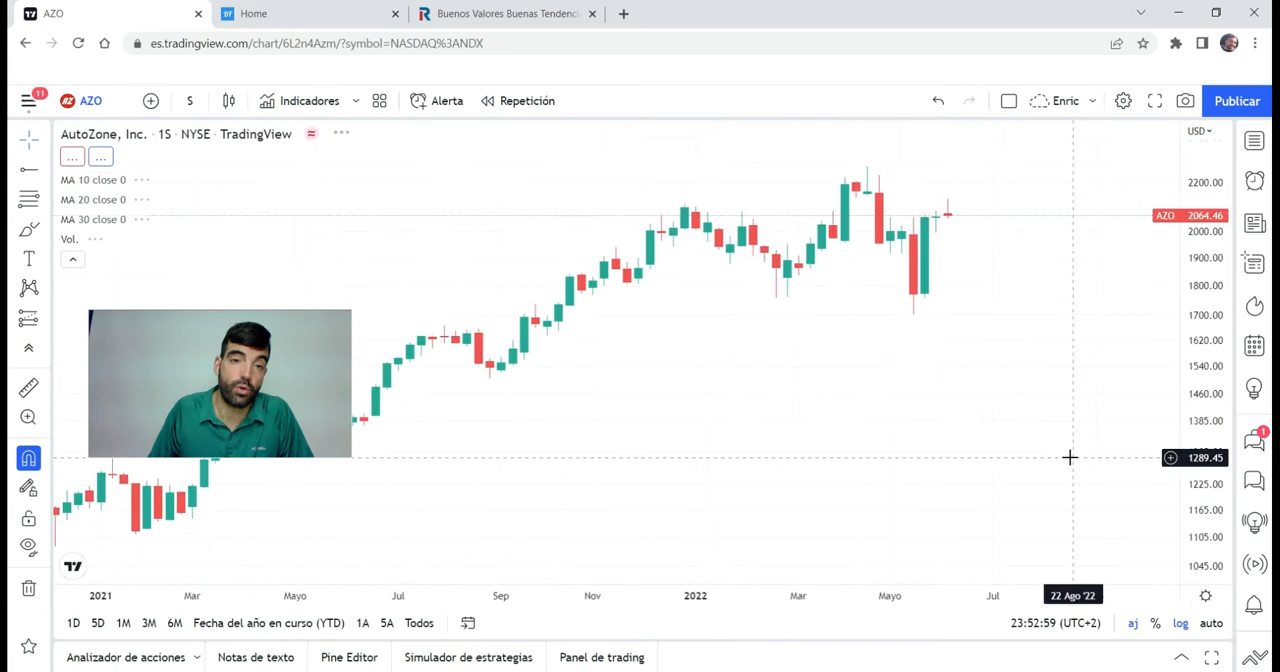 AZO
Home
Buenos Valores Buenas Tendenci
es.tradingview.com/chart/6L2n4Azm/?symbol=NASDAQ%3ANDX
11
AZO
S
Indicadores
Alerta
Repetición
Enric
Publicar
AutoZone, Inc. · 1S · NYSE · TradingView
USD
MA 10 close 0
MA 20 close 0
MA 30 close 0
Vol.
2200.00
AZO 2064.46
2000.00
1900.00
1800.00
1700.00
1620.00
1540.00
1460.00
1385.00
1289.45
1225.00
1165.00
1105.00
1045.00
1
2021
Mar
Mayo
Jul
Sep
Nov
2022
Mar
Mayo
Jul
22 Ago '22
1D
5D
1M
3M
6M
Fecha del año en curso (YTD)
1A
5A
Todos
23:52:59 (UTC+2)
aj
%
log
auto
Analizador de acciones
Notas de texto
Pine Editor
Simulador de estrategias
Panel de trading